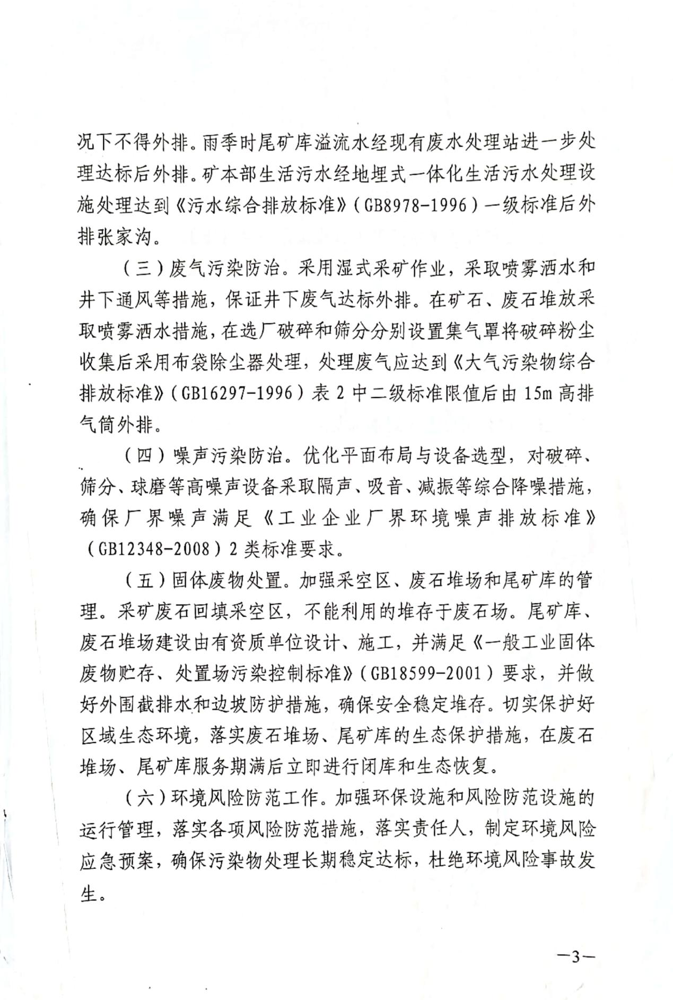 况下不得外排。雨季时尾矿库溢流水经现有废水处理站进一步处
理达标后外排。矿本部生活污水经地埋式一体化生活污水处理设
施处理达到《污水综合排放标准》（GB8978-1996）一级标准后外
排张家沟。
（三）废气污染防治。采用湿式采矿作业，采取喷雾洒水和
井下通风等措施，保证井下废气达标外排。在矿石、废石堆放采
取喷雾洒水措施，在选厂破碎和筛分分别设置集气罩将破碎粉尘
收集后采用布袋除尘器处理，处理废气应达到《大气污染物综合
排放标准》（GB16297-1996）表 2 中二级标准限值后由 15m 高排
气筒外排。
（四）噪声污染防治。优化平面布局与设备选型，对破碎、
筛分、球磨等高噪声设备采取隔声、吸音、减振等综合降噪措施，
确保厂界噪声满足《工业企业厂界环境噪声排放标准》
（GB12348-2008）2 类标准要求。
（五）固体废物处置。加强采空区、废石堆场和尾矿库的管
理。采矿废石回填采空区，不能利用的堆存于废石场。尾矿库、
废石堆场建设由有资质单位设计、施工，并满足《一般工业固体
废物贮存、处置场污染控制标准》（GB18599-2001）要求，并做
好外围截排水和边坡防护措施，确保安全稳定堆存。切实保护好
区域生态环境，落实废石堆场、尾矿库的生态保护措施，在废石
堆场、尾矿库服务期满后立即进行闭库和生态恢复。
（六）环境风险防范工作。加强环保设施和风险防范设施的
运行管理，落实各项风险防范措施，落实责任人，制定环境风险
应急预案，确保污染物处理长期稳定达标，杜绝环境风险事故发
生。
—3—